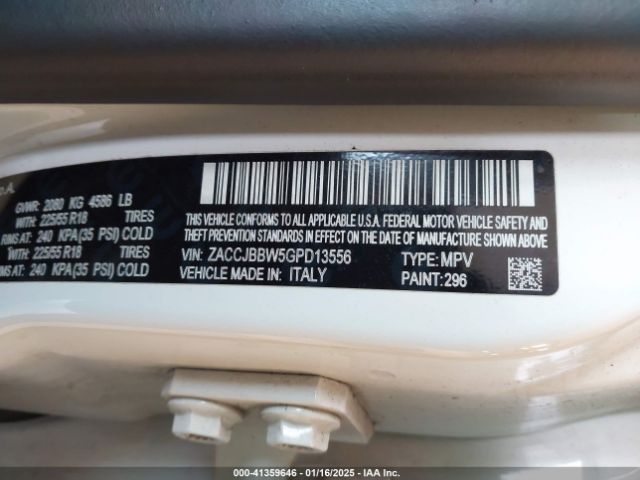 .A.
GVWR: 2080 KG 4586 LB
WITH: 225/55 R18 TIRES
RIMS AT: 240 KPA(35 PSI) COLD
WITH: 225/55 R18 TIRES
RIMS AT: 240 KPA(35 PSI) COLD
THIS VEHICLE CONFORMS TO ALL APPLICABLE U.S.A. FEDERAL MOTOR VEHICLE SAFETY AND
BUMPER STANDARDS IN EFFECT ON THE DATE OF MANUFACTURE SHOWN ABOVE
VIN: ZACCJBBW5GPD13556 TYPE: MPV
VEHICLE MADE IN: ITALY PAINT: 296
000-41359646 - 01/16/2025 - IAA Inc.